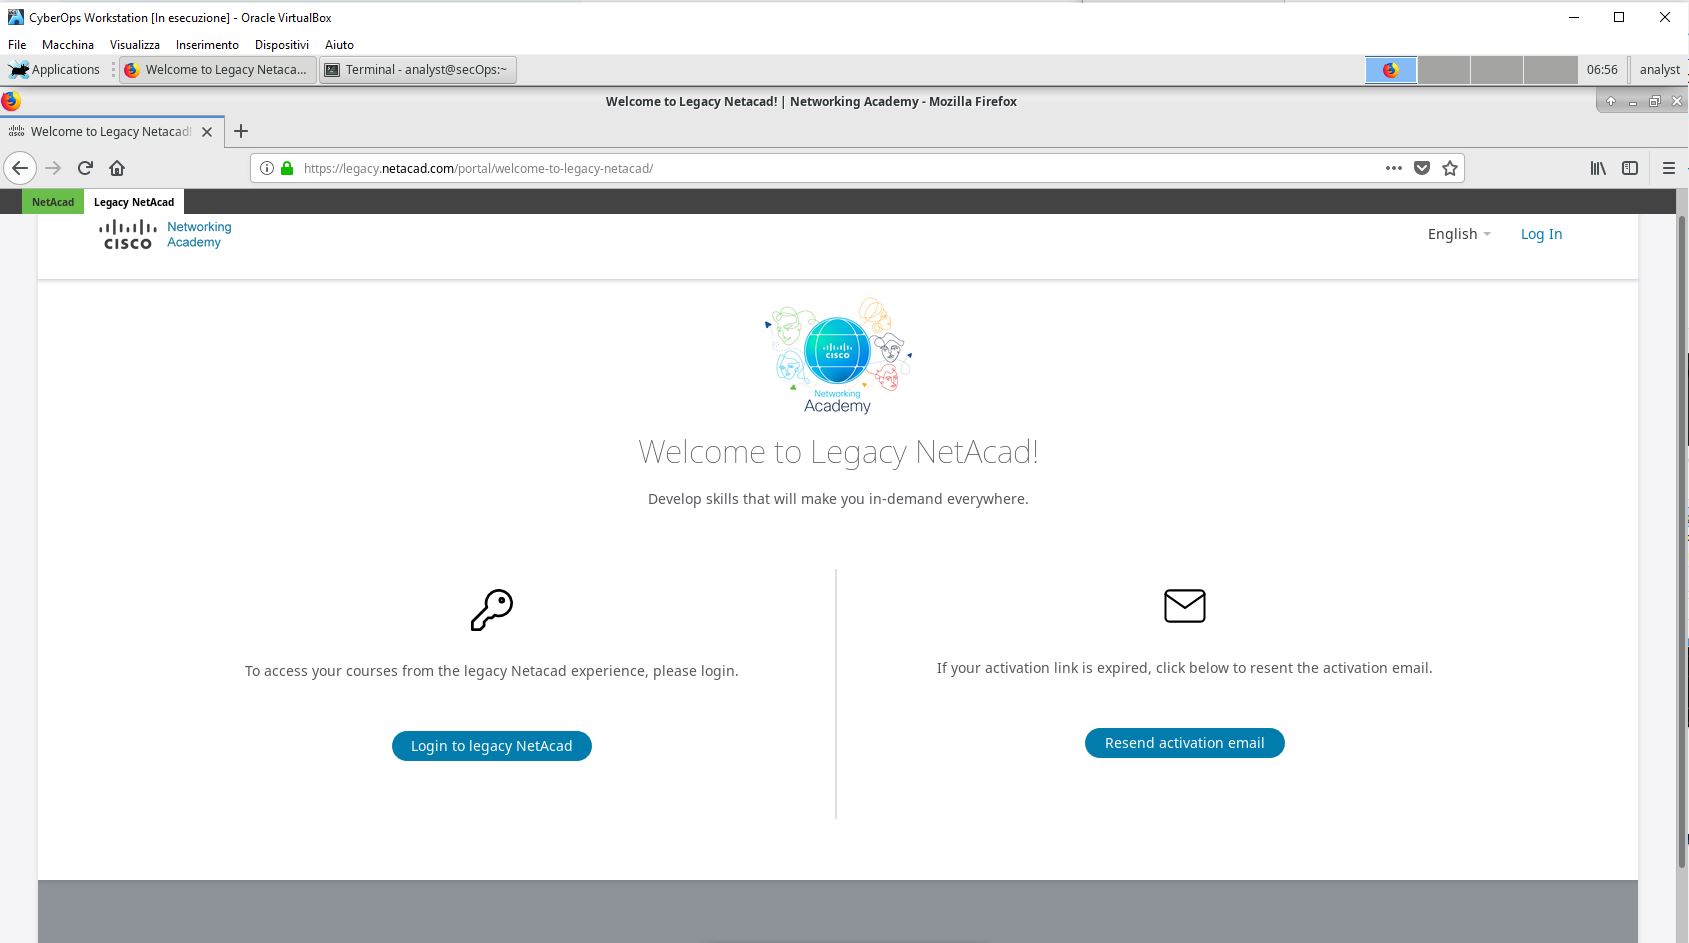 CyberOps Workstation [In esecuzione] - Oracle VirtualBox
File Macchina Visualizza Inserimento Dispositivi Aiuto
Applications Welcome to Legacy Netaca... Terminal - analyst@secOps:~ 06:56 analyst
Welcome to Legacy Netacad! | Networking Academy - Mozilla Firefox
Welcome to Legacy Netacad!
https://legacy.netacad.com/portal/welcome-to-legacy-netacad/
NetAcad Legacy NetAcad
CISCO Networking Academy English Log In
CISCO
Networking
Academy
Welcome to Legacy NetAcad!
Develop skills that will make you in-demand everywhere.
To access your courses from the legacy Netacad experience, please login.
Login to legacy NetAcad
If your activation link is expired, click below to resent the activation email.
Resend activation email